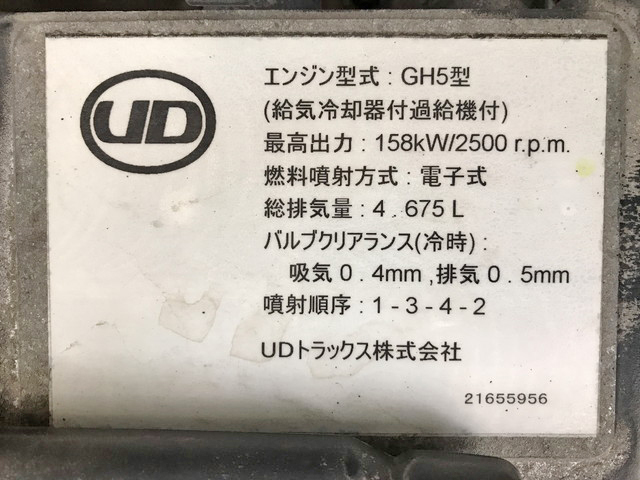 UD
エンジン型式 : GH5型
(給気冷却器付過給機付)
最高出力 : 158kW/2500 r.p.m.
燃料噴射方式 : 電子式
総排気量 : 4 . 675 L
バルブクリアランス(冷時) :
吸気 0 . 4mm , 排気 0 . 5mm
噴射順序 : 1 - 3 - 4 - 2
UDトラックス株式会社
21655956